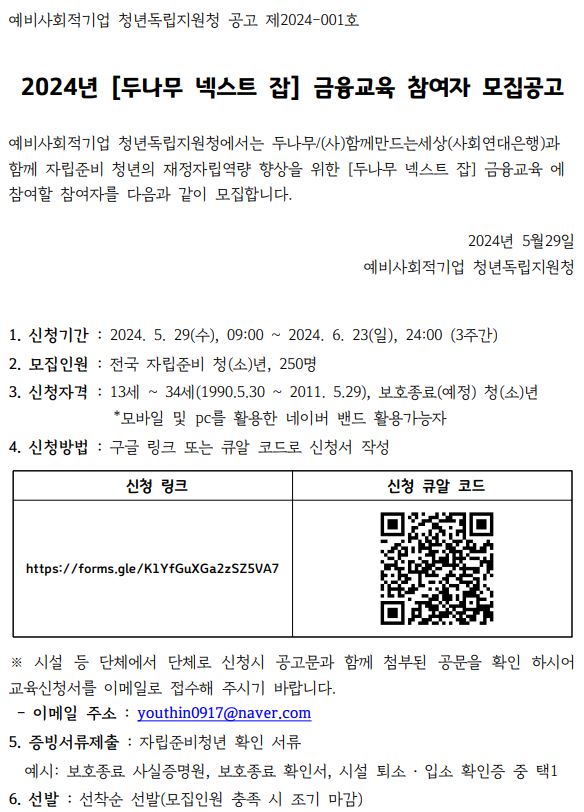 예비사회적기업 청년독립지원청 공고 제2024-001호
2024년 [두나무 넥스트 잡] 금융교육 참여자 모집공고
예비사회적기업 청년독립지원청에서는 두나무/(사)함께만드는세상(사회연대은행)과
함께 자립준비 청년의 재정자립역량 향상을 위한 [두나무 넥스트 잡] 금융교육 에
참여할 참여자를 다음과 같이 모집합니다.
2024년 5월29일
예비사회적기업 청년독립지원청
1. 신청기간 : 2024. 5. 29(수), 09:00 ~ 2024. 6. 23(일), 24:00 (3주간)
2. 모집인원 : 전국 자립준비 청(소)년, 250명
3. 신청자격 : 13세 ~ 34세(1990.5.30 ~ 2011. 5.29), 보호종료(예정) 청(소)년
*모바일 및 pc를 활용한 네이버 밴드 활용가능자
4. 신청방법 : 구글 링크 또는 큐알 코드로 신청서 작성
신청 링크 신청 큐알 코드
https://forms.gle/K1YfGuXGa2zSZ5VA7
※ 시설 등 단체에서 단체로 신청시 공고문과 함께 첨부된 공문을 확인 하시어
교육신청서를 이메일로 접수해 주시기 바랍니다.
- 이메일 주소 : youthin0917@naver.com
5. 증빙서류제출 : 자립준비청년 확인 서류
예시: 보호종료 사실증명원, 보호종료 확인서, 시설 퇴소·입소 확인증 중 택1
6. 선발 : 선착순 선발(모집인원 충족 시 조기 마감)